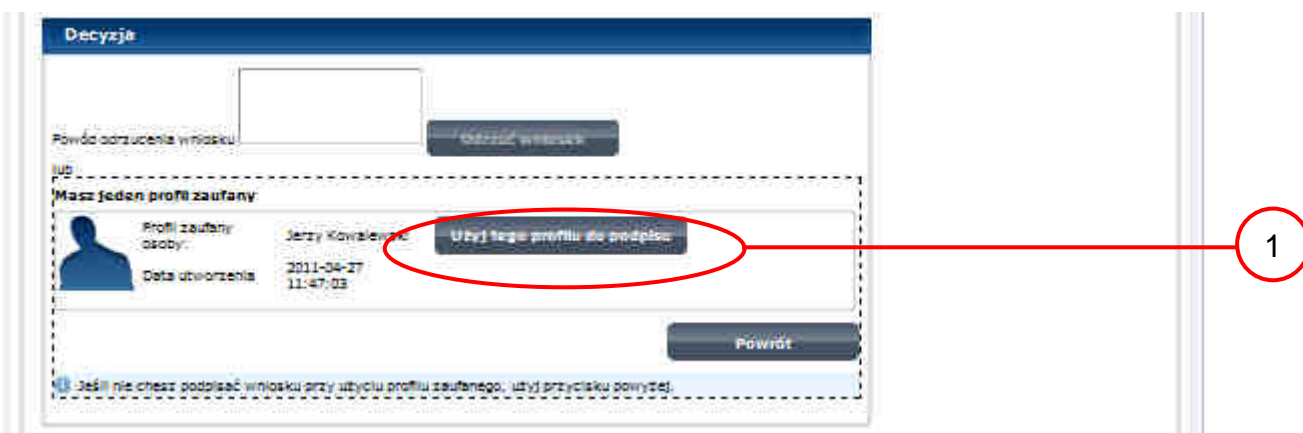 Decyzja
Powód odrzucenia wniosku
Odrzuć wniosek
lub
Masz jeden profil zaufany
Profil zaufany osoby:
Jerzy Kowalewski
Użyj tego profilu do podpisu
1
Data utworzenia
2011-04-27
11:47:03
Powrót
Jeśli nie chesz podpisać wniosku przy użyciu profilu zaufanego, użyj przycisku powyżej.